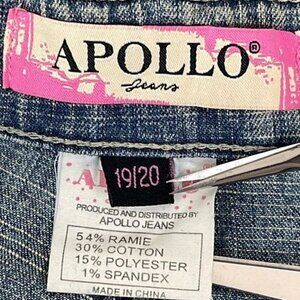 APOLLO®
Jeans
19/20
PRODUCED AND DISTRIBUTED BY
APOLLO JEANS
54% RAMIE
30% COTTON
15% POLYESTER
1% SPANDEX
MADE IN CHINA